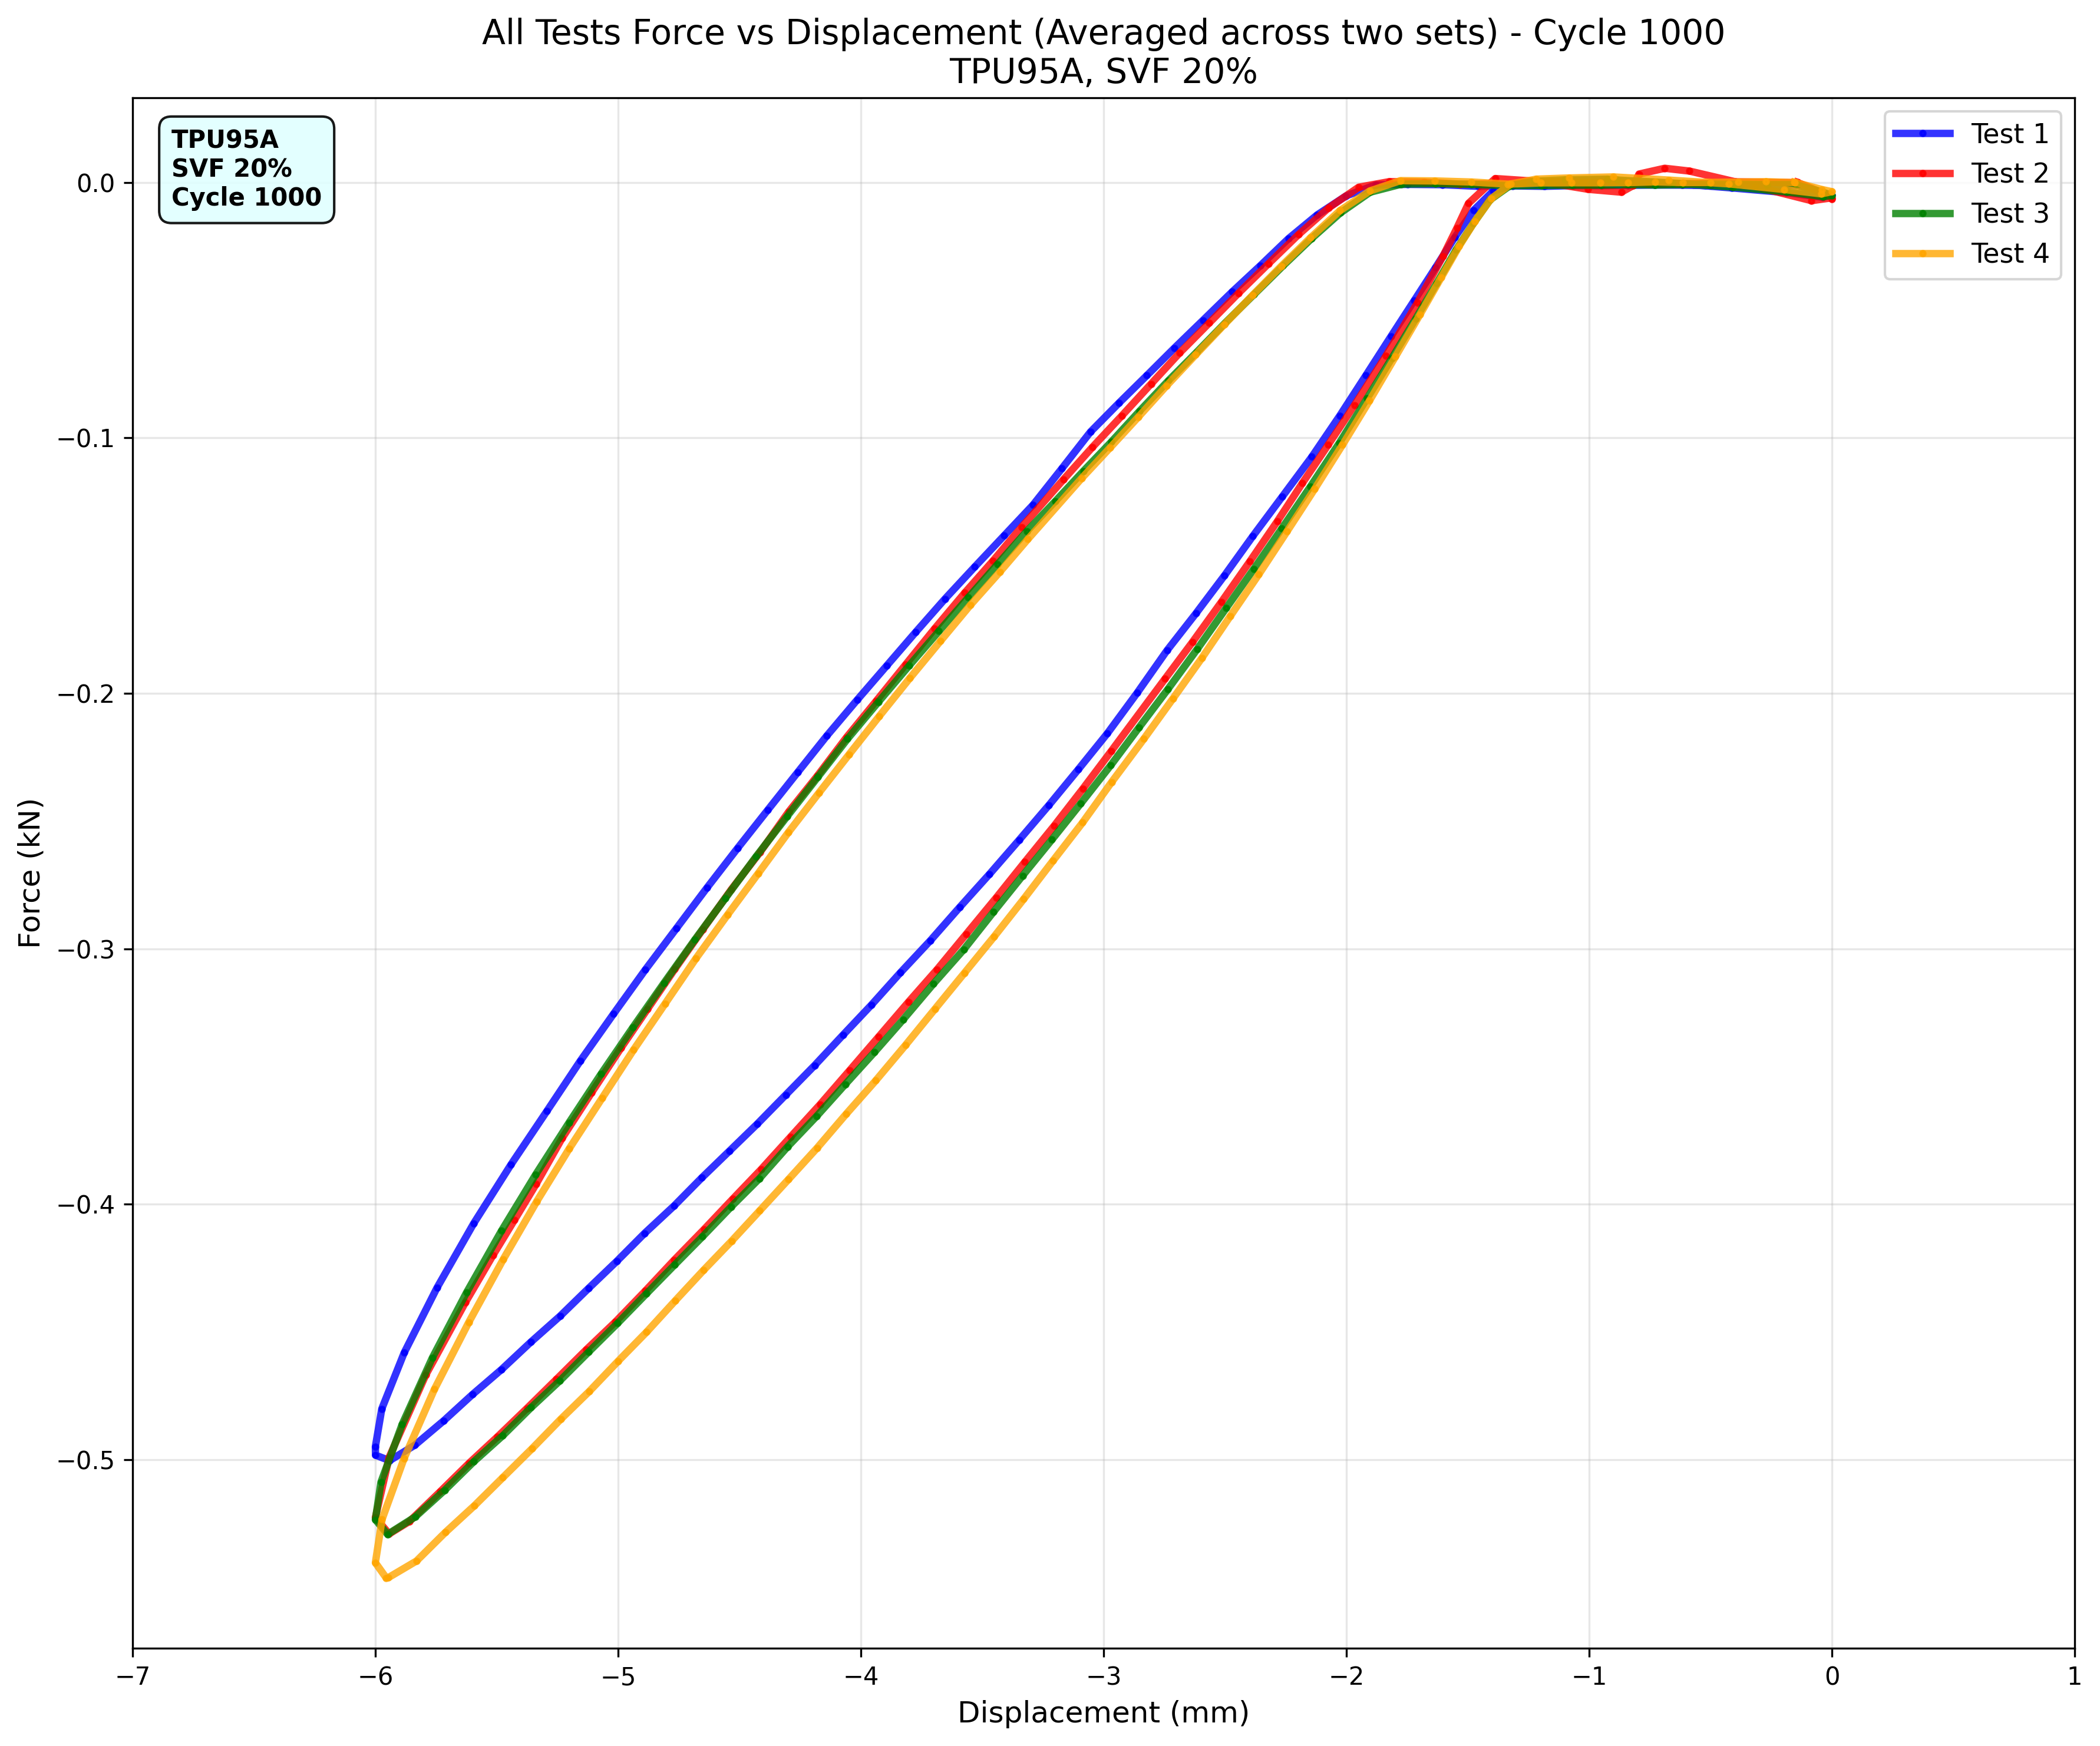 All Tests Force vs Displacement (Averaged across two sets) - Cycle 1000
TPU95A, SVF 20%
TPU95A
SVF 20%
Cycle 1000
Test 1
Test 2
Test 3
Test 4
0.0
−0.1
−0.2
−0.3
−0.4
−0.5
Force (kN)
−7
−6
−5
−4
−3
−2
−1
0
1
Displacement (mm)